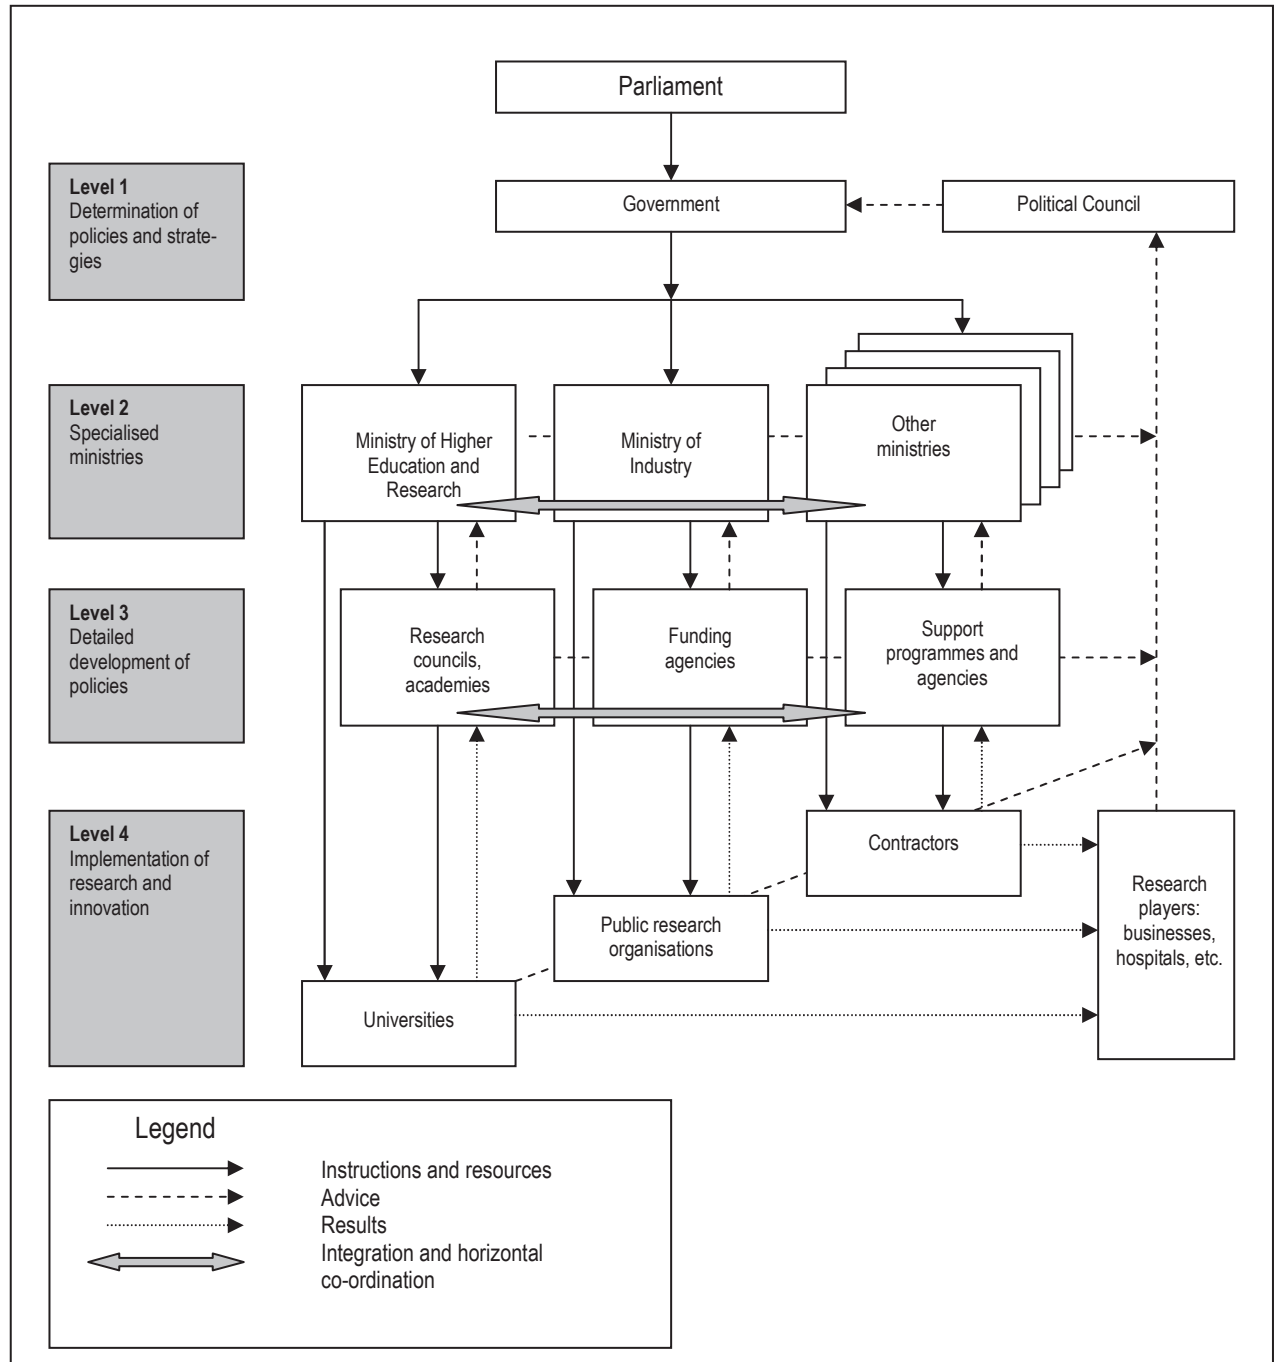 Parliament
Level 1
Determination of
policies and strate-
gies
Government
Political Council
Level 2
Specialised
ministries
Ministry of Higher
Education and
Research
Ministry of
Industry
Other
ministries
Level 3
Detailed
development of
policies
Research
councils,
academies
Funding
agencies
Support
programmes and
agencies
Level 4
Implementation of
research and
innovation
Contractors
Public research
organisations
Universities
Research
players:
businesses,
hospitals, etc.
Legend
Instructions and resources
Advice
Results
Integration and horizontal
co-ordination